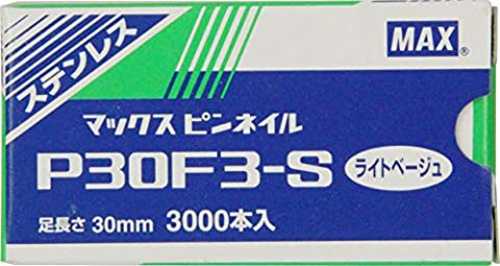 ステンレス
MAX®
マックス ピンネイル
P30F3-S ライトベージュ
足長さ 30mm 3000本入